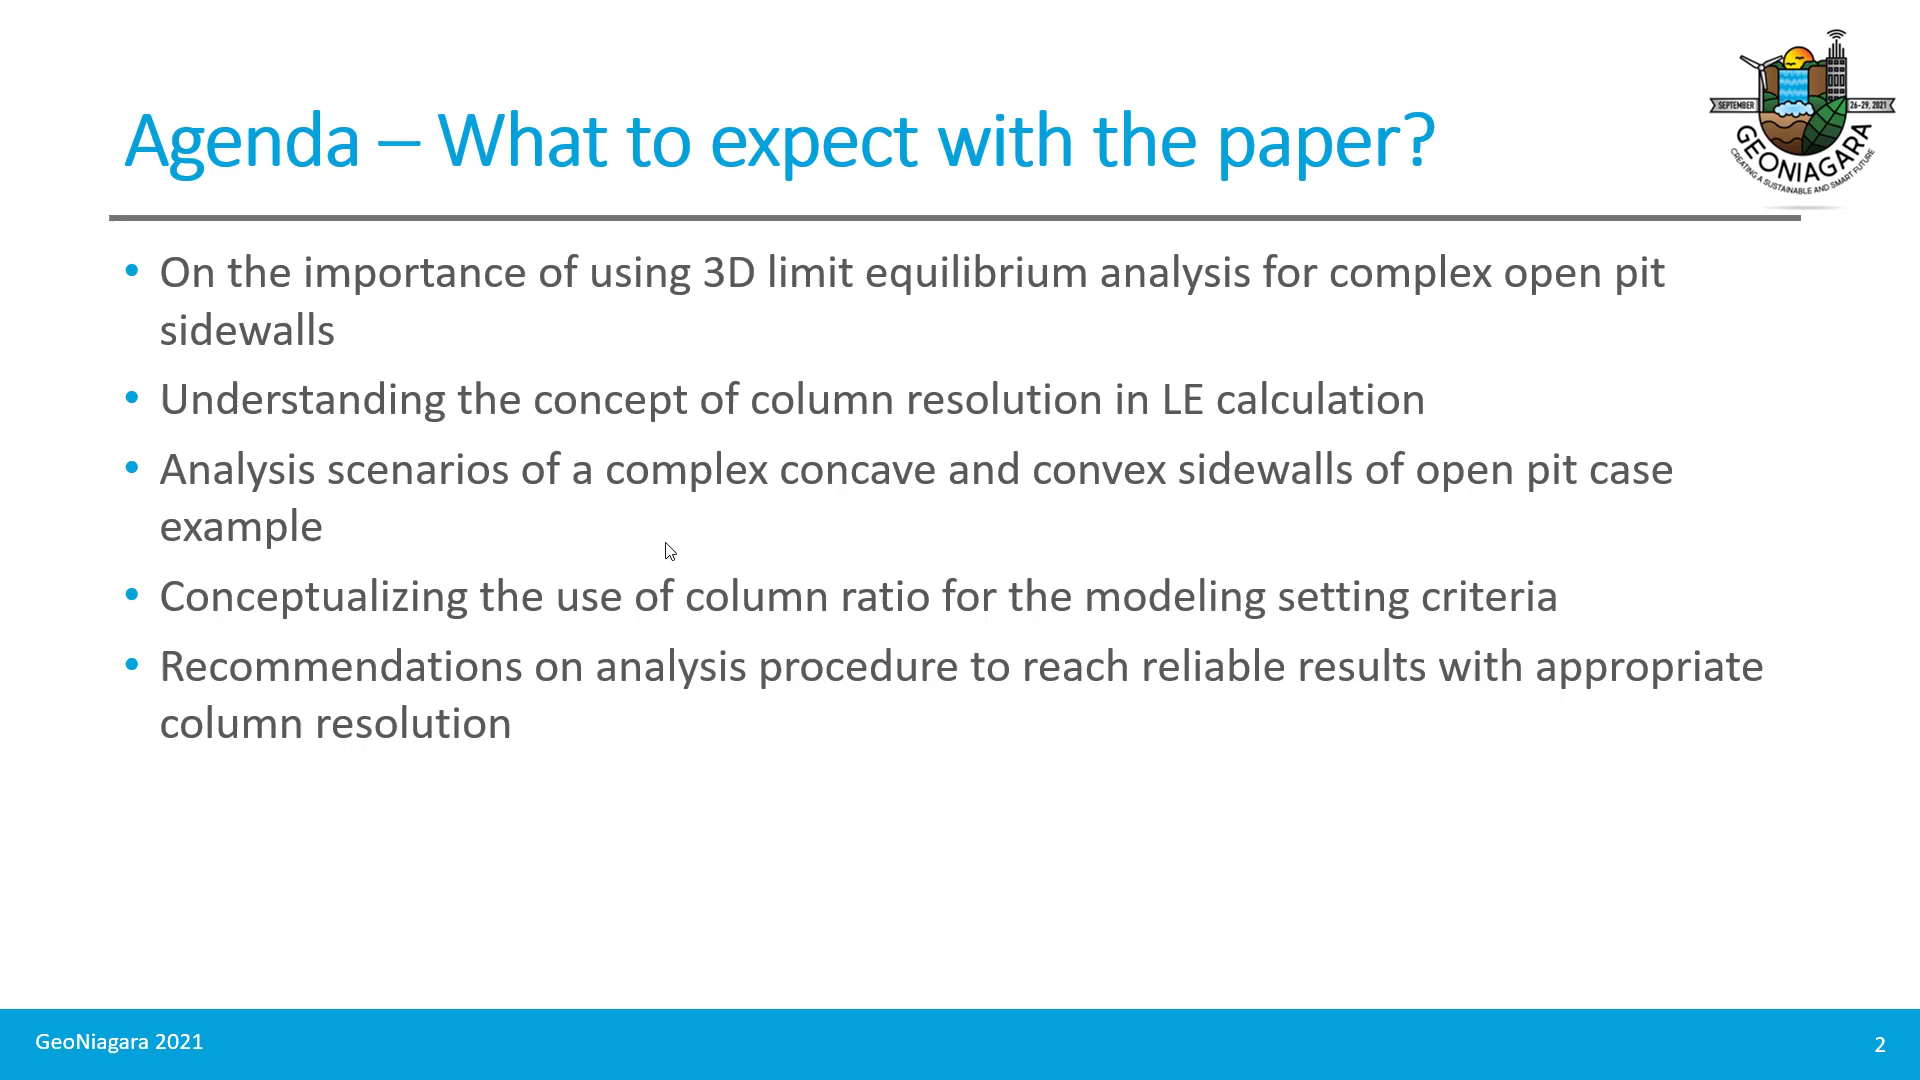 SEPTEMBER
26-29, 2021
GEONIAGARA
CREATING A SUSTAINABLE AND SMART FUTURE
Agenda – What to expect with the paper?
• On the importance of using 3D limit equilibrium analysis for complex open pit
sidewalls
• Understanding the concept of column resolution in LE calculation
• Analysis scenarios of a complex concave and convex sidewalls of open pit case
example
• Conceptualizing the use of column ratio for the modeling setting criteria
• Recommendations on analysis procedure to reach reliable results with appropriate
column resolution
GeoNiagara 2021
2